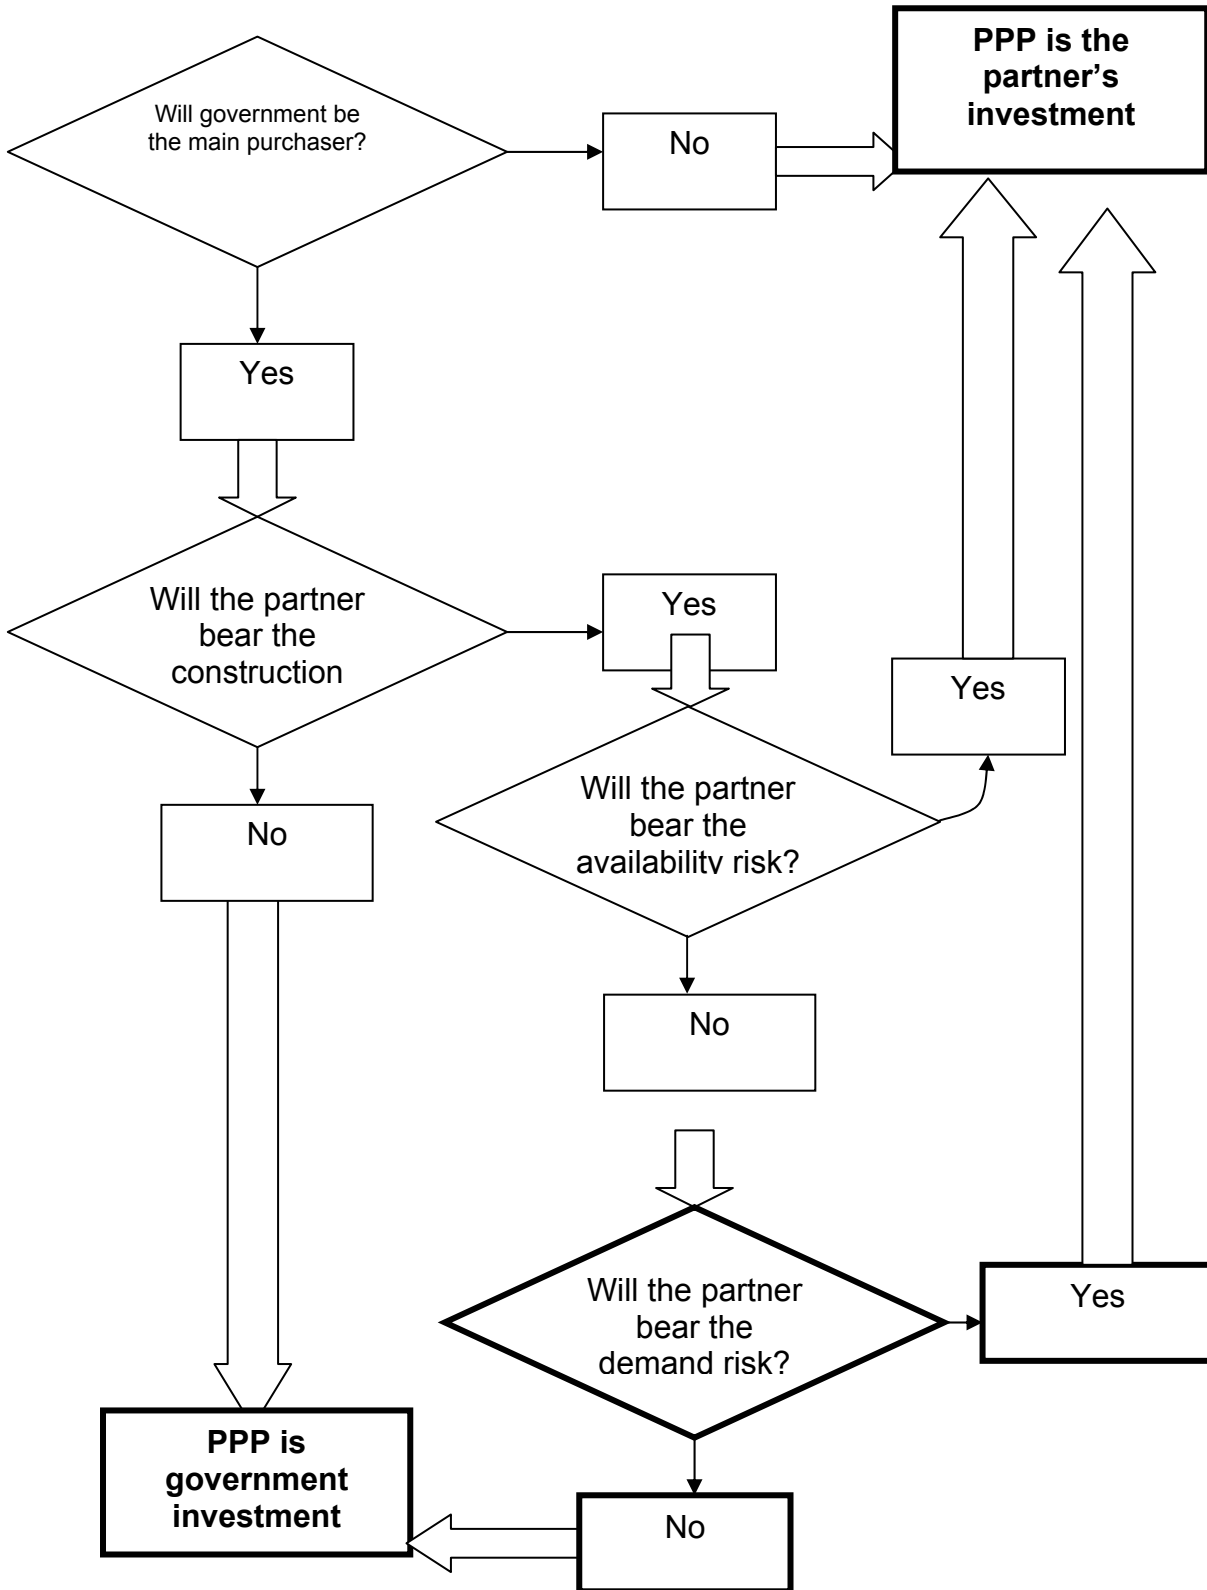 PPP is the
partner's
investment
Will government be
the main purchaser?
No
Yes
Will the partner
bear the
construction
Yes
Yes
Will the partner
bear the
availability risk?
No
No
Will the partner
bear the
demand risk?
Yes
PPP is
government
investment
No